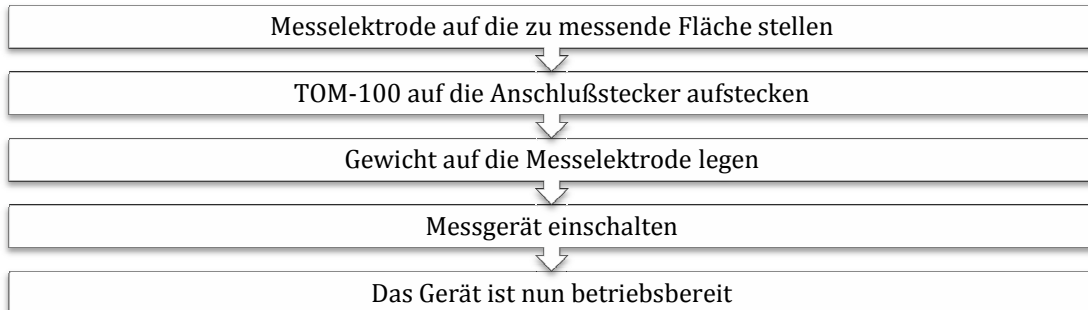 Messelektrode auf die zu messende Fläche stellen
TOM-100 auf die Anschlußstecker aufstecken
Gewicht auf die Messelektrode legen
Messgerät einschalten
Das Gerät ist nun betriebsbereit